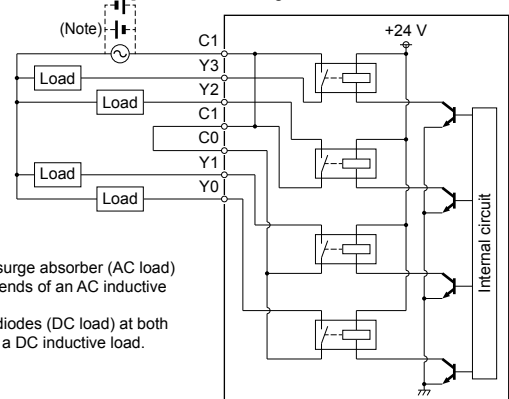 (Note)
C1
+24 V
Y3
Load
Y2
Load
C1
C0
Y1
Load
Y0
Load
Internal circuit
surge absorber (AC load)
ends of an AC inductive
diodes (DC load) at both
a DC inductive load.